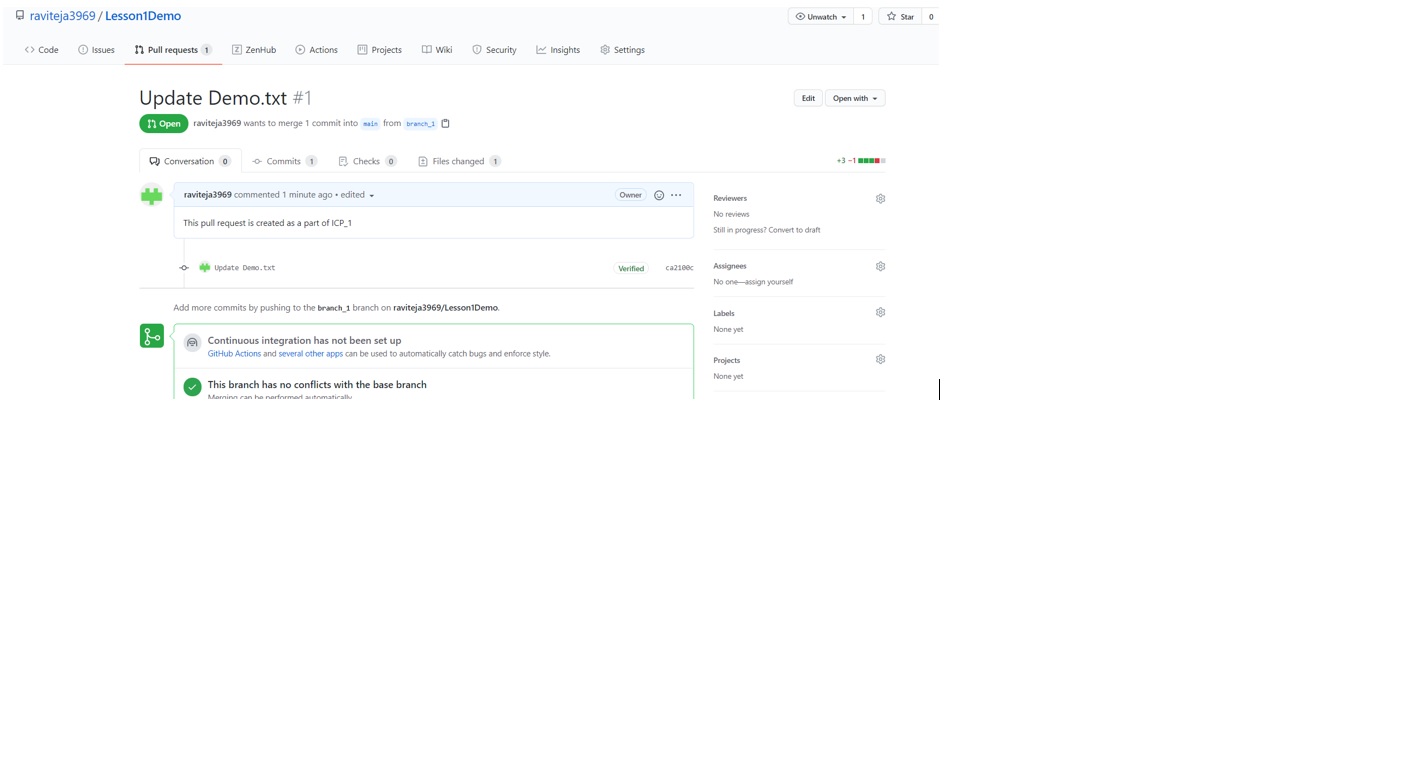 raviteja3969 / Lesson1Demo
Unwatch 1 Star 0
Code Issues Pull requests 1 ZenHub Actions Projects Wiki Security Insights Settings
Update Demo.txt #1
Edit Open with
Open raviteja3969 wants to merge 1 commit into main from branch_1
Conversation 0 Commits 1 Checks 0 Files changed 1 +3 −1
raviteja3969 commented 1 minute ago • edited Owner
This pull request is created as a part of ICP_1
Update Demo.txt Verified ca2100c
Add more commits by pushing to the branch_1 branch on raviteja3969/Lesson1Demo.
Continuous integration has not been set up
GitHub Actions and several other apps can be used to automatically catch bugs and enforce style.
This branch has no conflicts with the base branch
Merging can be performed automatically.
Reviewers
No reviews
Still in progress? Convert to draft
Assignees
No one—assign yourself
Labels
None yet
Projects
None yet